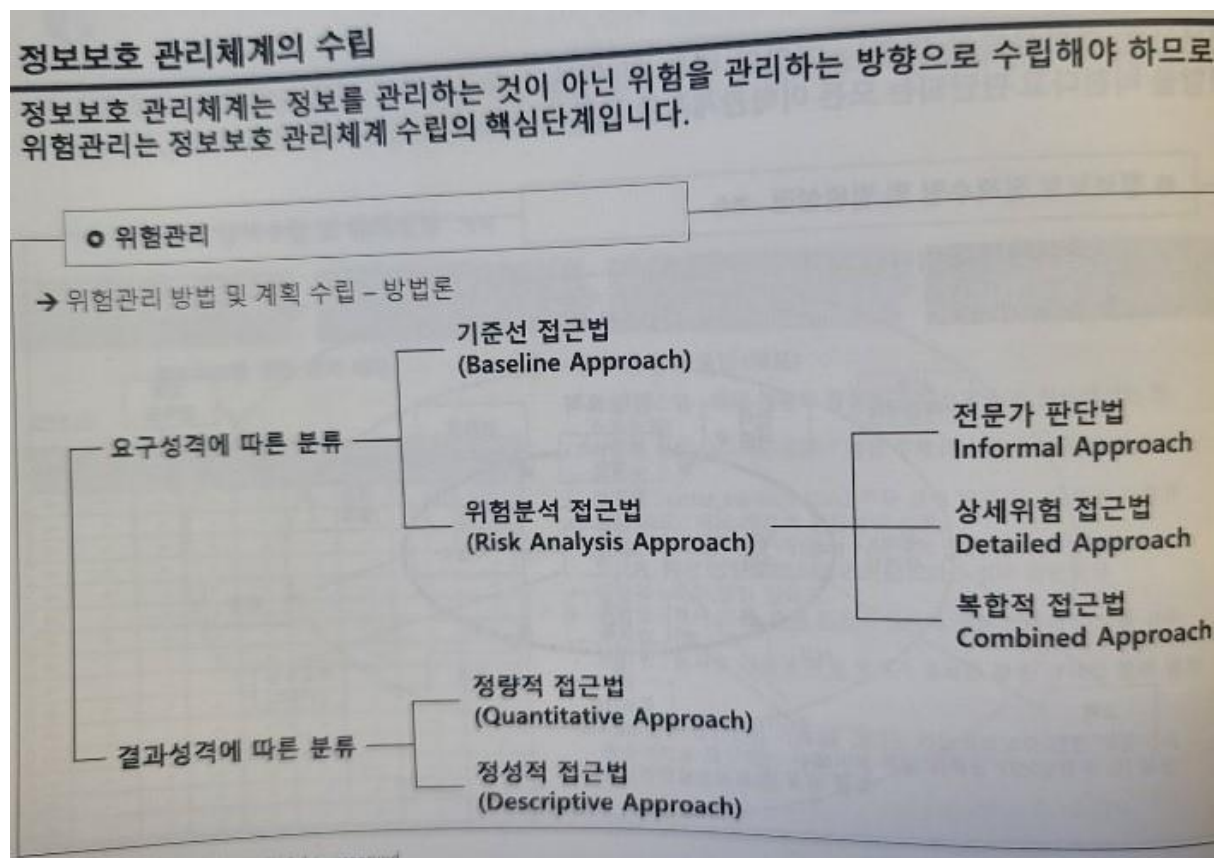 정보보호 관리체계의 수립
정보보호 관리체계는 정보를 관리하는 것이 아닌 위험을 관리하는 방향으로 수립해야 하므로
위험관리는 정보보호 관리체계 수립의 핵심단계입니다.
위험관리
→ 위험관리 방법 및 계획 수립 – 방법론
기준선 접근법
(Baseline Approach)
요구성격에 따른 분류
전문가 판단법
Informal Approach
위험분석 접근법
(Risk Analysis Approach)
상세위험 접근법
Detailed Approach
복합적 접근법
Combined Approach
정량적 접근법
(Quantitative Approach)
결과성격에 따른 분류
정성적 접근법
(Descriptive Approach)